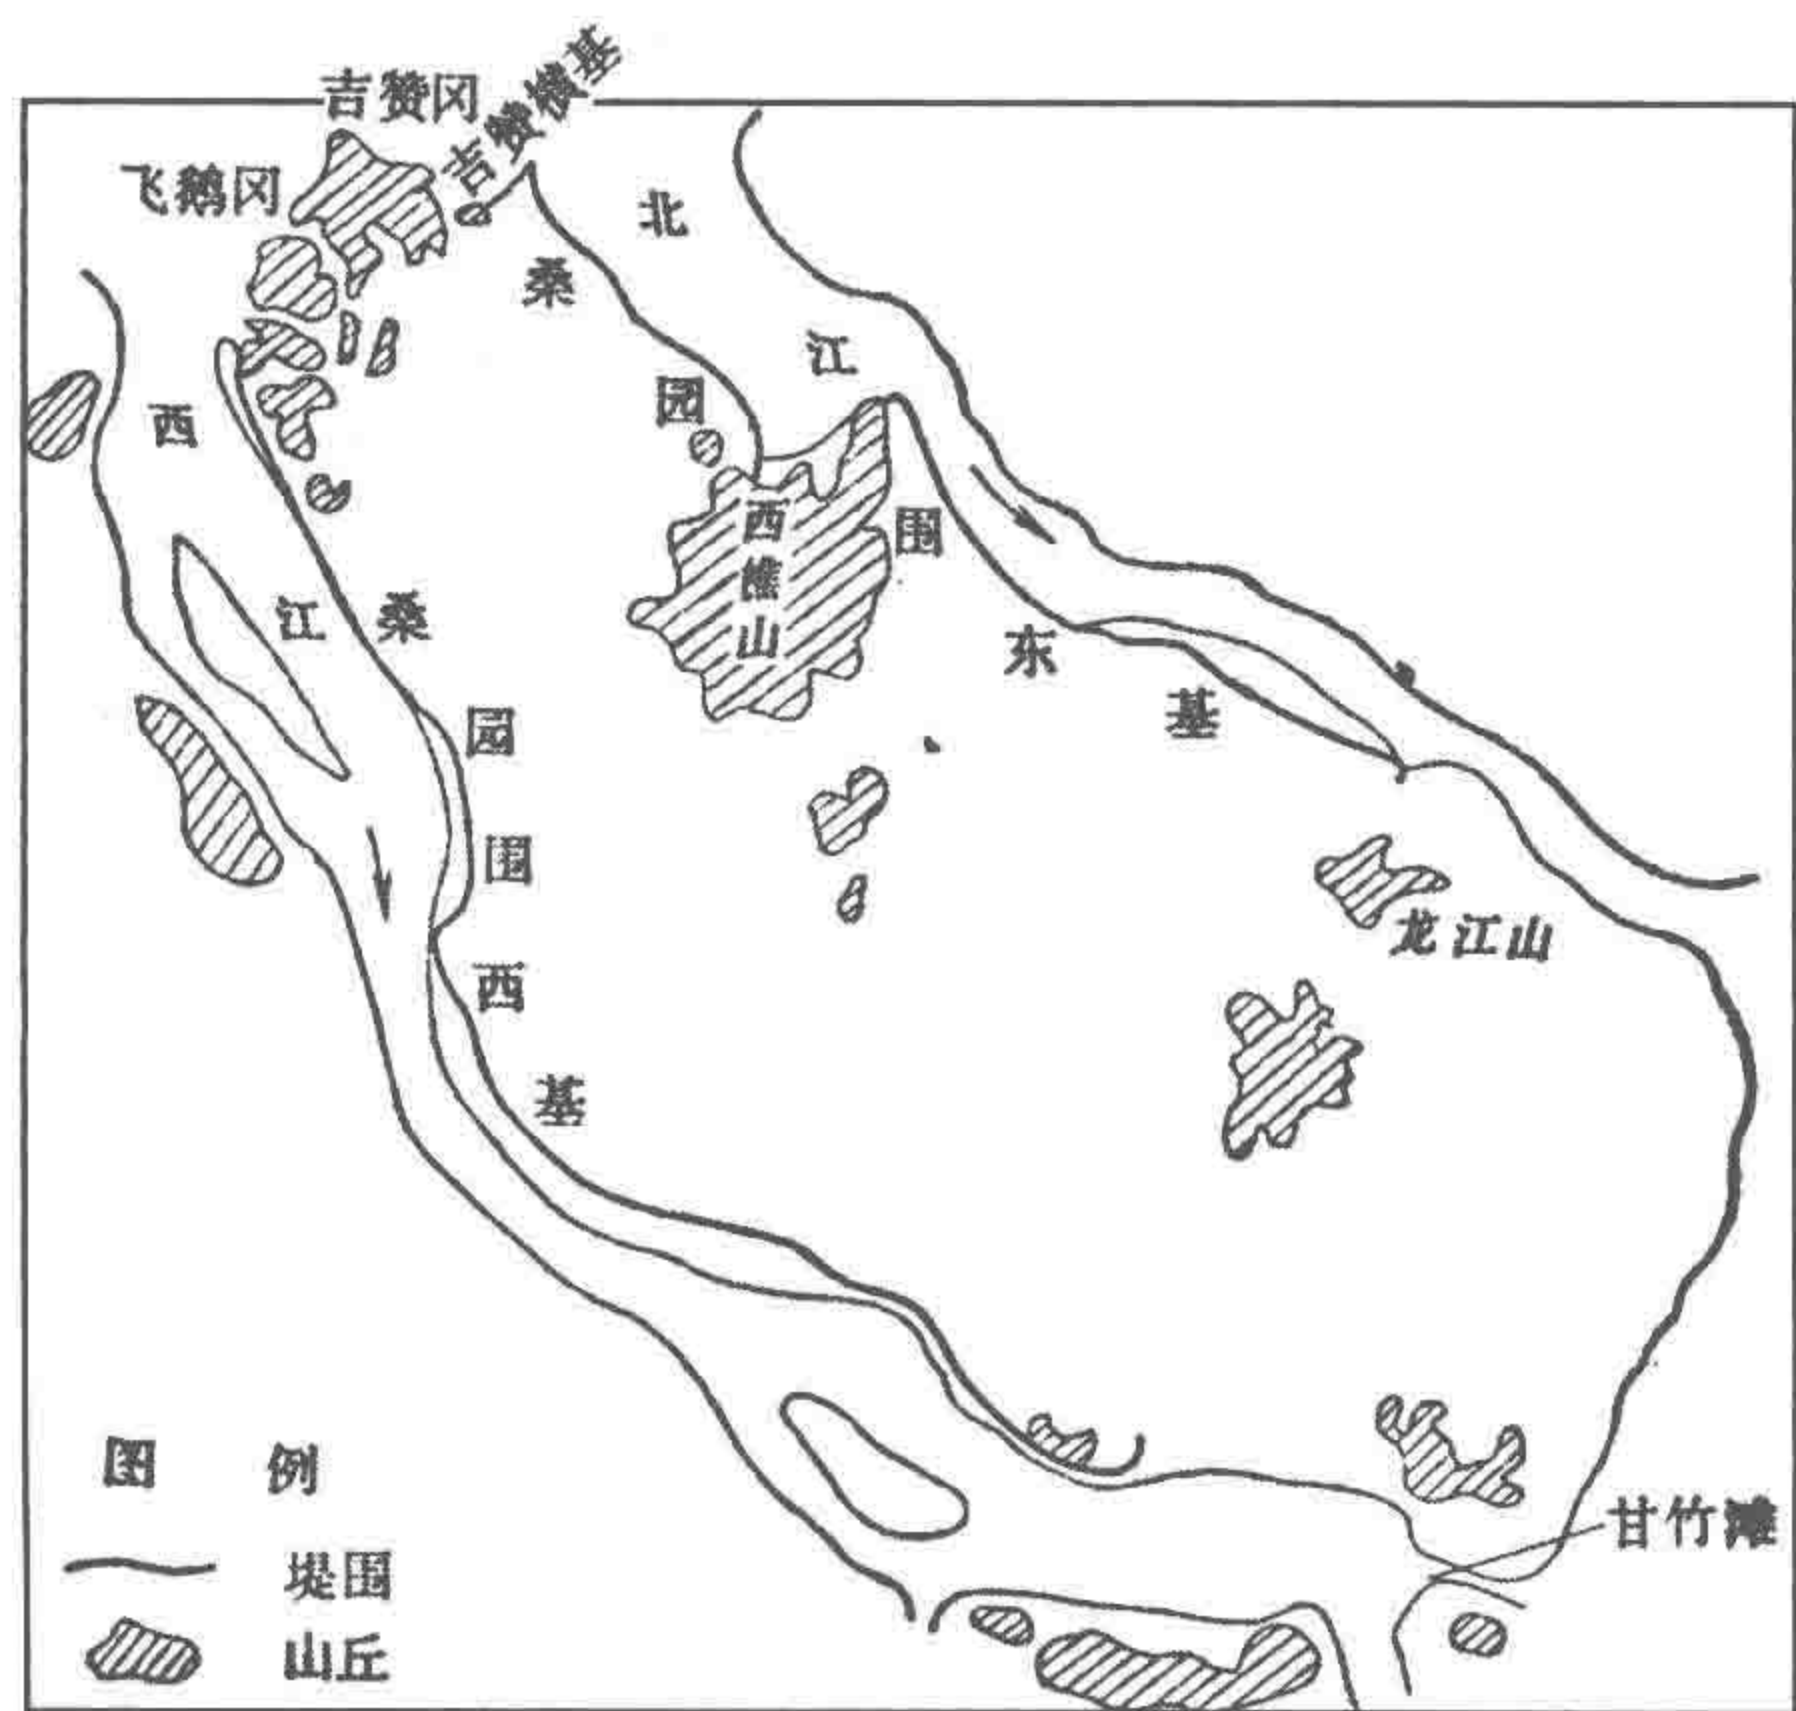 吉赞冈
吉赞横基
飞鹅冈
北江
桑园围东基
西江
桑园围西基
西樵山
龙江山
甘竹滩
图例
堤围
山丘